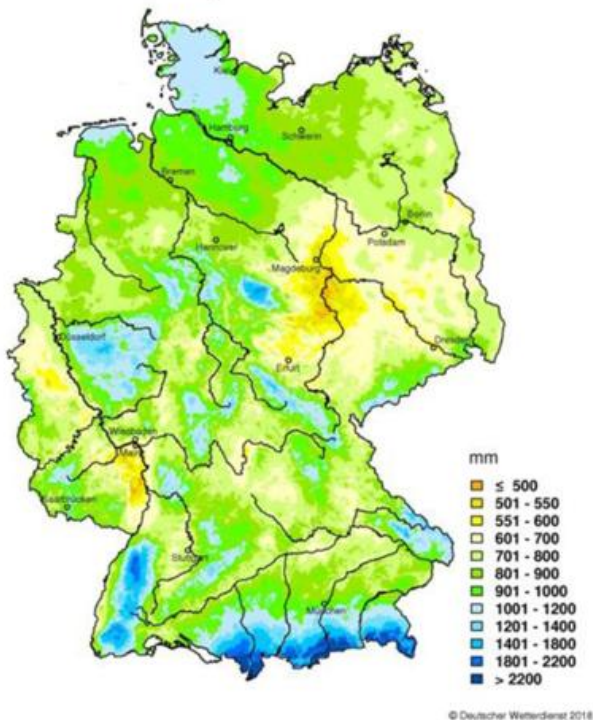 Kiel
Hamburg
Schwerin
Bremen
Berlin
Hannover
Potsdam
Magdeburg
Düsseldorf
Dresden
Erfurt
Wiesbaden
Mainz
Saarbrücken
Stuttgart
München
mm
≤ 500
501 - 550
551 - 600
601 - 700
701 - 800
801 - 900
901 - 1000
1001 - 1200
1201 - 1400
1401 - 1800
1801 - 2200
> 2200
© Deutscher Wetterdienst 2018